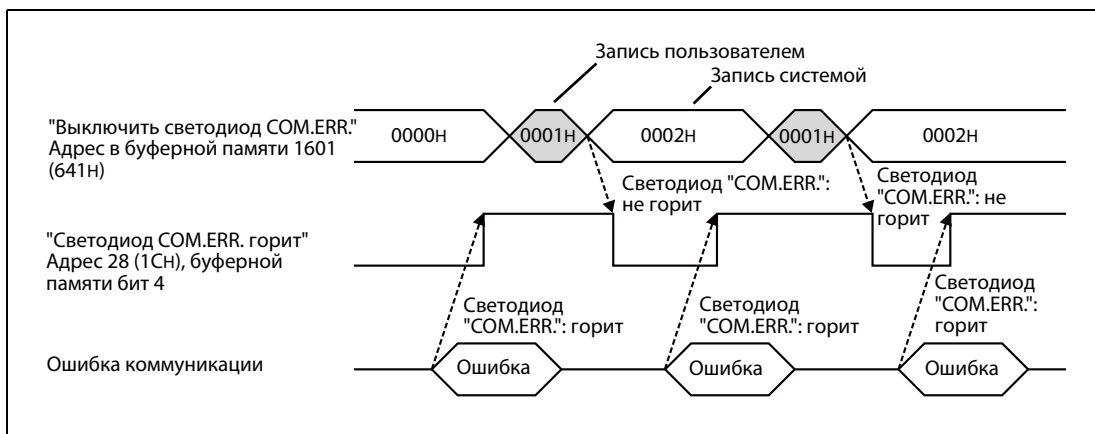 Запись пользователем
Запись системой
"Выключить светодиод COM.ERR."
Адрес в буферной памяти 1601
(641H)
0000H
0001H
0002H
0001H
0002H
Светодиод "COM.ERR.":
не горит
Светодиод
"COM.ERR.": не
горит
"Светодиод COM.ERR. горит"
Адрес 28 (1CH), буферной
памяти бит 4
Светодиод
"COM.ERR.": горит
Светодиод
"COM.ERR.": горит
Светодиод
"COM.ERR.":
горит
Ошибка коммуникации
Ошибка
Ошибка
Ошибка